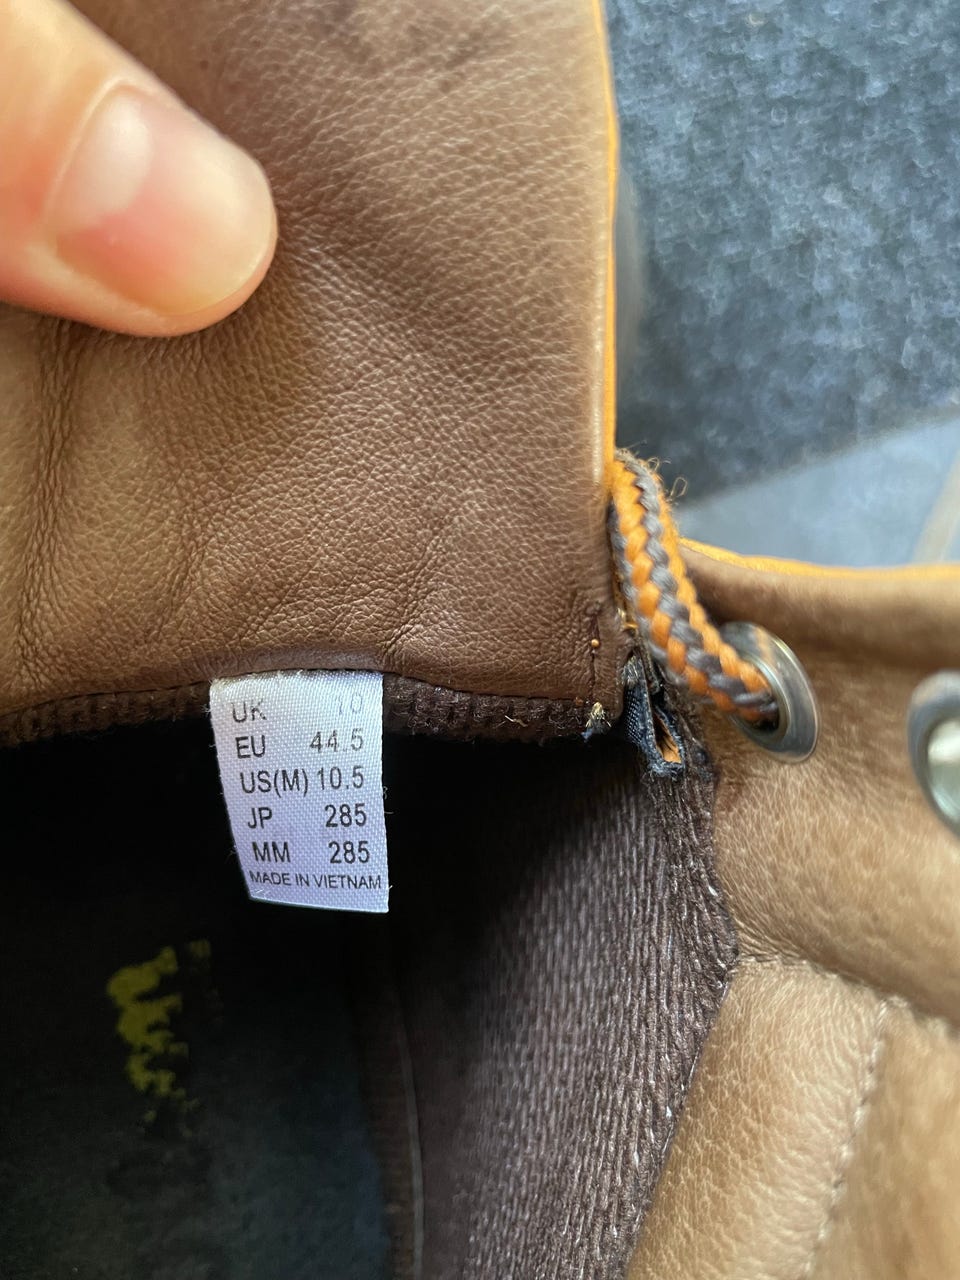 UK 10
EU 44.5
US(M) 10.5
JP 285
MM 285
MADE IN VIETNAM